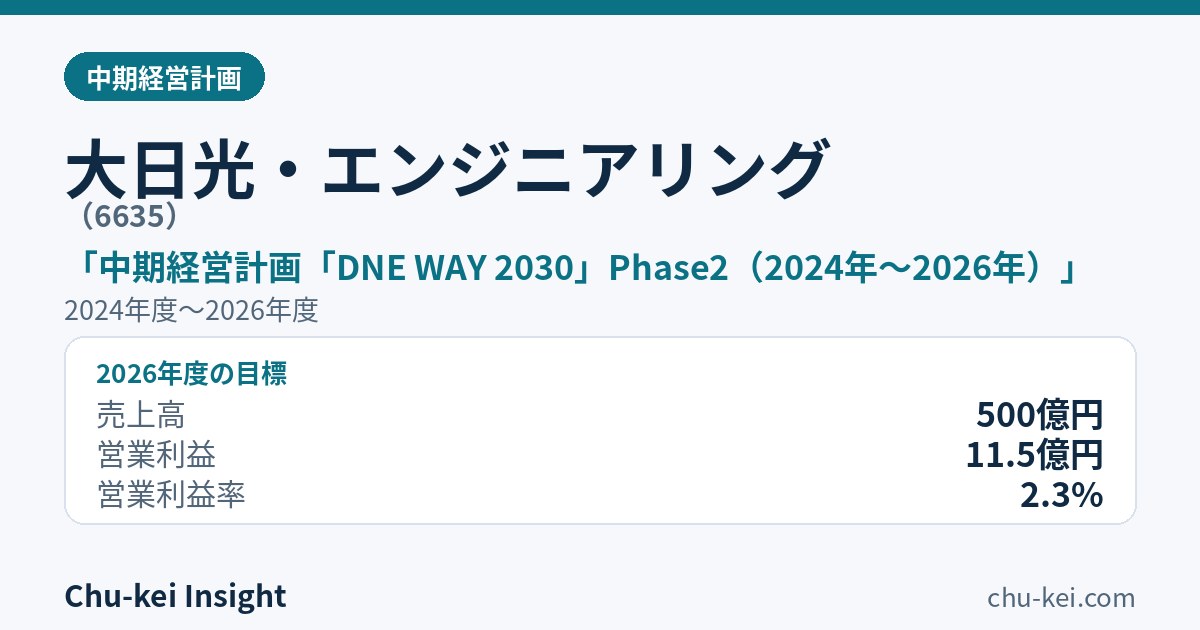 中期経営計画
大日光・エンジニアリング
（6635）
「中期経営計画「DNE WAY 2030」Phase2（2024年～2026年）」
2024年度～2026年度
2026年度の目標
売上高 500億円
営業利益 11.5億円
営業利益率 2.3%
Chu-kei Insight chu-kei.com